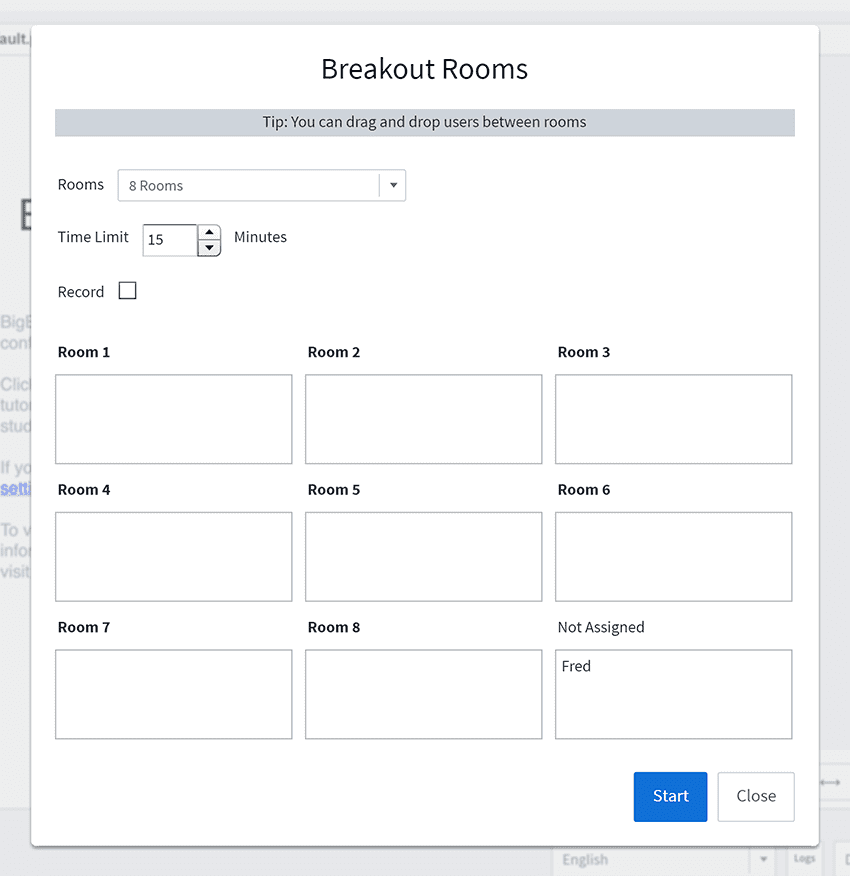 Breakout Rooms
Tip: You can drag and drop users between rooms
Rooms 8 Rooms
Time Limit 15 Minutes
Record
Room 1 Room 2 Room 3
Room 4 Room 5 Room 6
Room 7 Room 8 Not Assigned
Fred
Start Close
English Logs